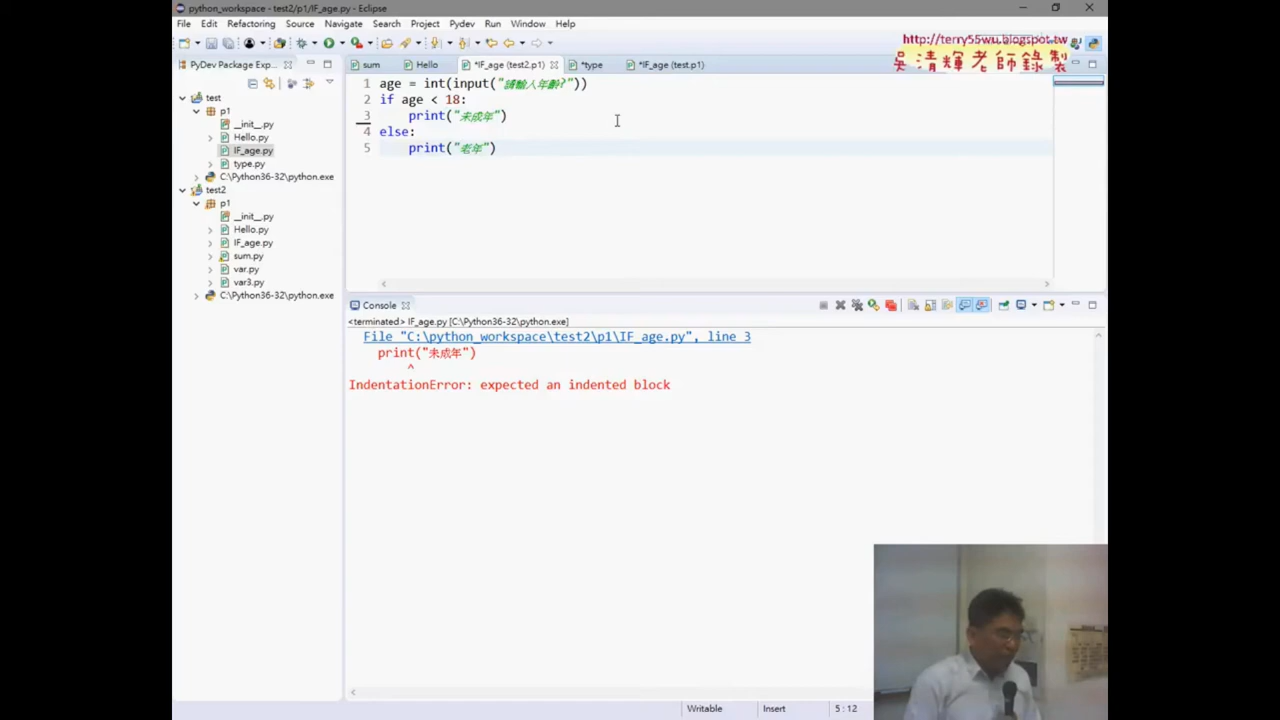 python_workspace - test2/p1/IF_age.py - Eclipse
File Edit Refactoring Source Navigate Search Project Pydev Run Window Help
http://terry55wu.blogspot.tw
吳清輝老師錄製
PyDev Package Exp...
sum
Hello
*IF_age (test2.p1)
*type
*IF_age (test.p1)
test
p1
__init__.py
Hello.py
IF_age.py
type.py
C:\Python36-32\python.exe
test2
p1
__init__.py
Hello.py
IF_age.py
sum.py
var.py
var3.py
C:\Python36-32\python.exe
1 age = int(input("請輸入年齡?"))
2 if age < 18:
3     print("未成年")
4 else:
5     print("老年")
Console
<terminated> IF_age.py [C:\Python36-32\python.exe]
File "C:\python_workspace\test2\p1\IF_age.py", line 3
print("未成年")
^
IndentationError: expected an indented block
Writable Insert 5 : 12